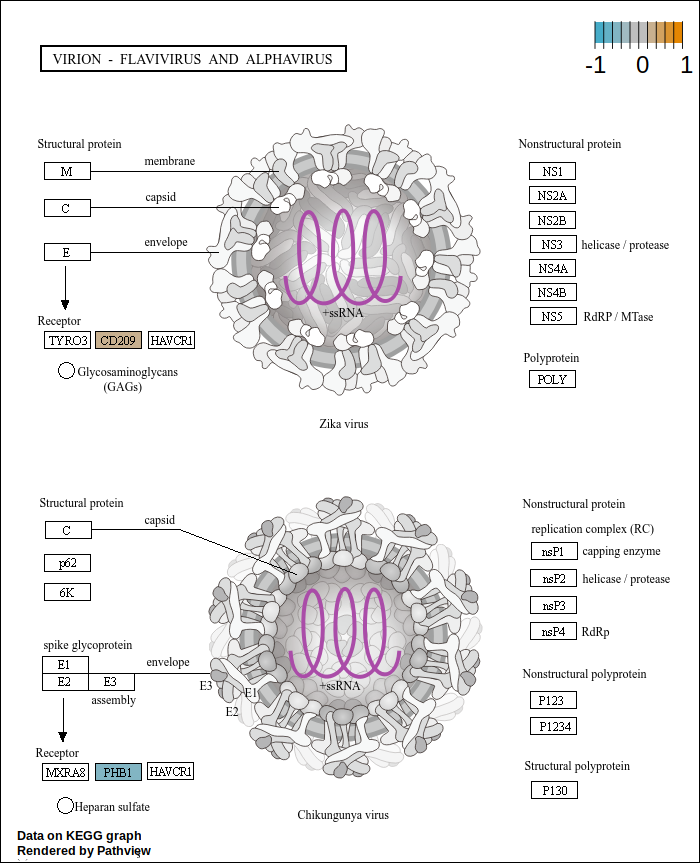 VIRION - FLAVIVIRUS AND ALPHAVIRUS
-1 0 1
Structural protein
M
membrane
C
capsid
E
envelope
Receptor
TYRO3 CD209 HAVCR1
Glycosaminoglycans
(GAGs)
+ssRNA
Zika virus
Nonstructural protein
NS1
NS2A
NS2B
NS3 helicase / protease
NS4A
NS4B
NS5 RdRP / MTase
Polyprotein
POLY
Structural protein
C
capsid
p62
6K
spike glycoprotein
E1
E2 E3
envelope
assembly
E3
E1
E2
Receptor
MXRA8 PHB1 HAVCR1
Heparan sulfate
+ssRNA
Chikungunya virus
Nonstructural protein
replication complex (RC)
nsP1 capping enzyme
nsP2 helicase / protease
nsP3
nsP4 RdRp
Nonstructural polyprotein
P123
P1234
Structural polyprotein
P130
Data on KEGG graph
Rendered by Pathview